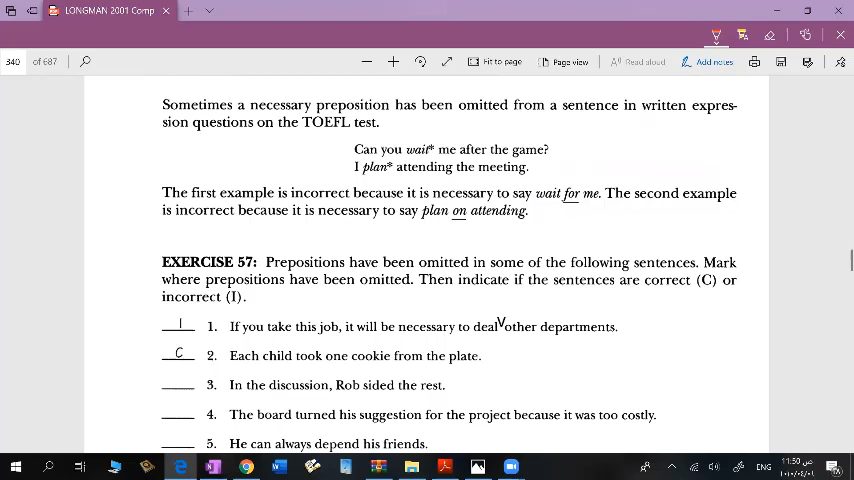 LONGMAN 2001 Comp
340 of 687
Fit to page
Page view
Read aloud
Add notes
Sometimes a necessary preposition has been omitted from a sentence in written expres-
sion questions on the TOEFL test.
Can you wait* me after the game?
I plan* attending the meeting.
The first example is incorrect because it is necessary to say wait for me. The second example
is incorrect because it is necessary to say plan on attending.
EXERCISE 57: Prepositions have been omitted in some of the following sentences. Mark
where prepositions have been omitted. Then indicate if the sentences are correct (C) or
incorrect (I).
I 1. If you take this job, it will be necessary to deal V other departments.
C 2. Each child took one cookie from the plate.
____ 3. In the discussion, Rob sided the rest.
____ 4. The board turned his suggestion for the project because it was too costly.
____ 5. He can always depend his friends.
ENG
11:50 ص